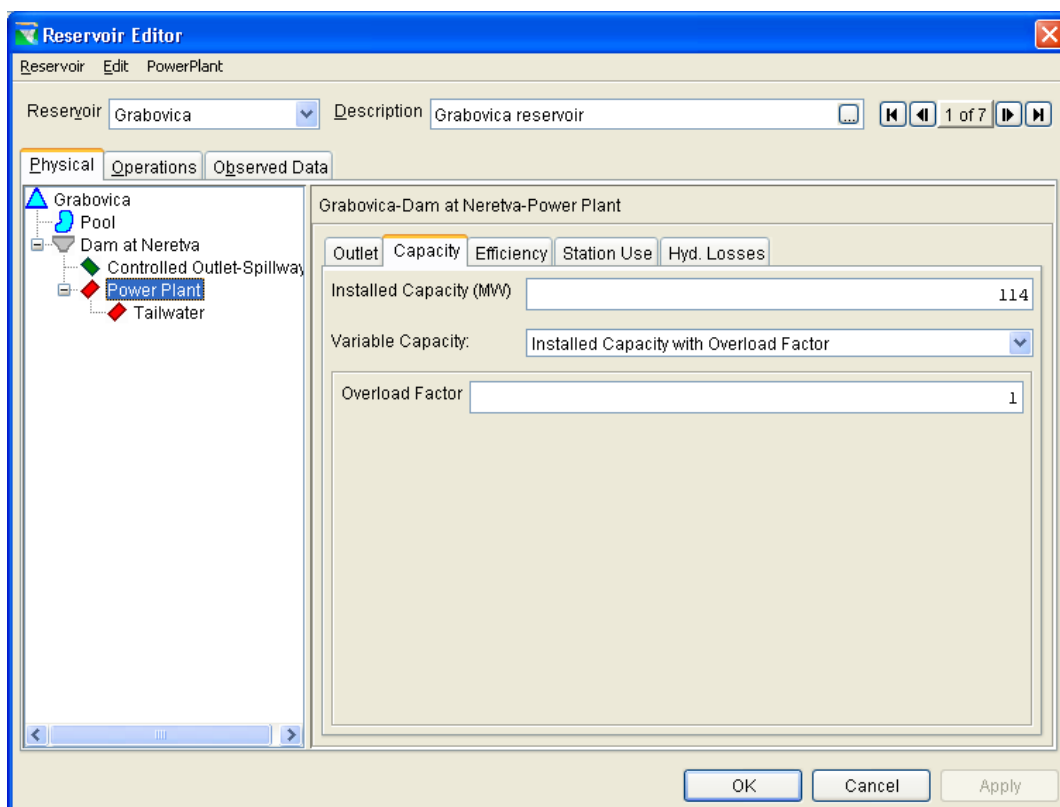 Reservoir Editor
Reservoir Edit PowerPlant
Reservoir Grabovica Description Grabovica reservoir ... 1 of 7
Physical Operations Observed Data
Grabovica
Pool
Dam at Neretva
Controlled Outlet-Spillway
Power Plant
Tailwater
Grabovica-Dam at Neretva-Power Plant
Outlet Capacity Efficiency Station Use Hyd. Losses
Installed Capacity (MW) 114
Variable Capacity: Installed Capacity with Overload Factor
Overload Factor 1
OK Cancel Apply